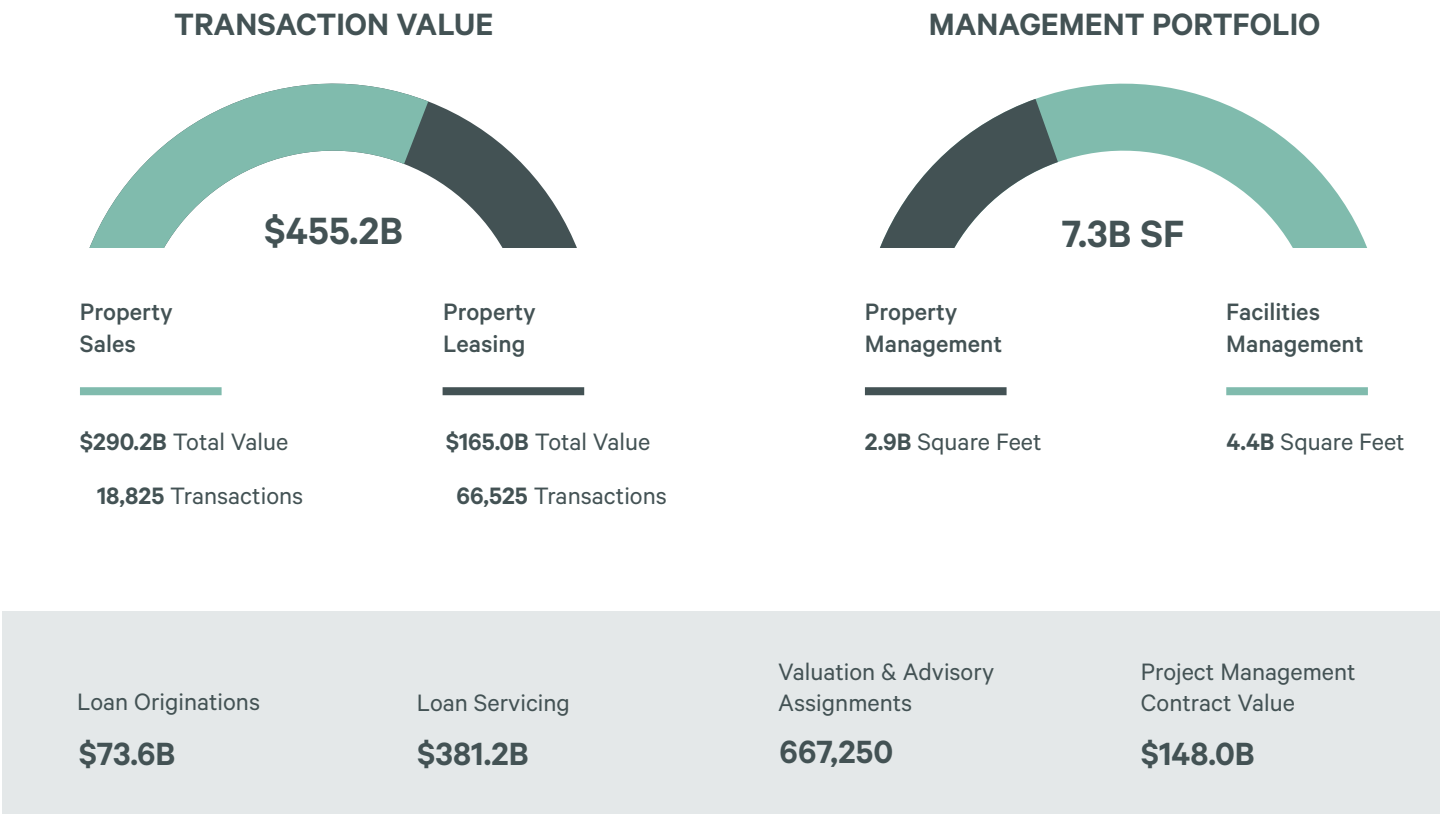 TRANSACTION VALUE
$455.2B
Property
Sales
$290.2B Total Value
18,825 Transactions
Property
Leasing
$165.0B Total Value
66,525 Transactions
MANAGEMENT PORTFOLIO
7.3B SF
Property
Management
2.9B Square Feet
Facilities
Management
4.4B Square Feet
Loan Originations
$73.6B
Loan Servicing
$381.2B
Valuation & Advisory
Assignments
667,250
Project Management
Contract Value
$148.0B